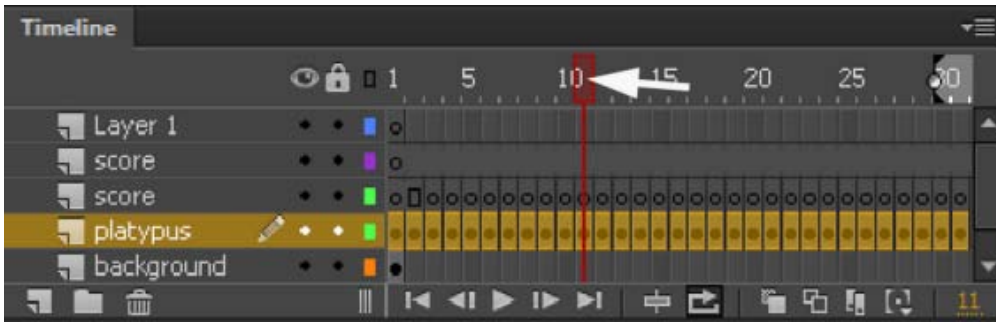 Timeline
1 5 10 15 20 25 30
Layer 1
score
score
platypus
background
11